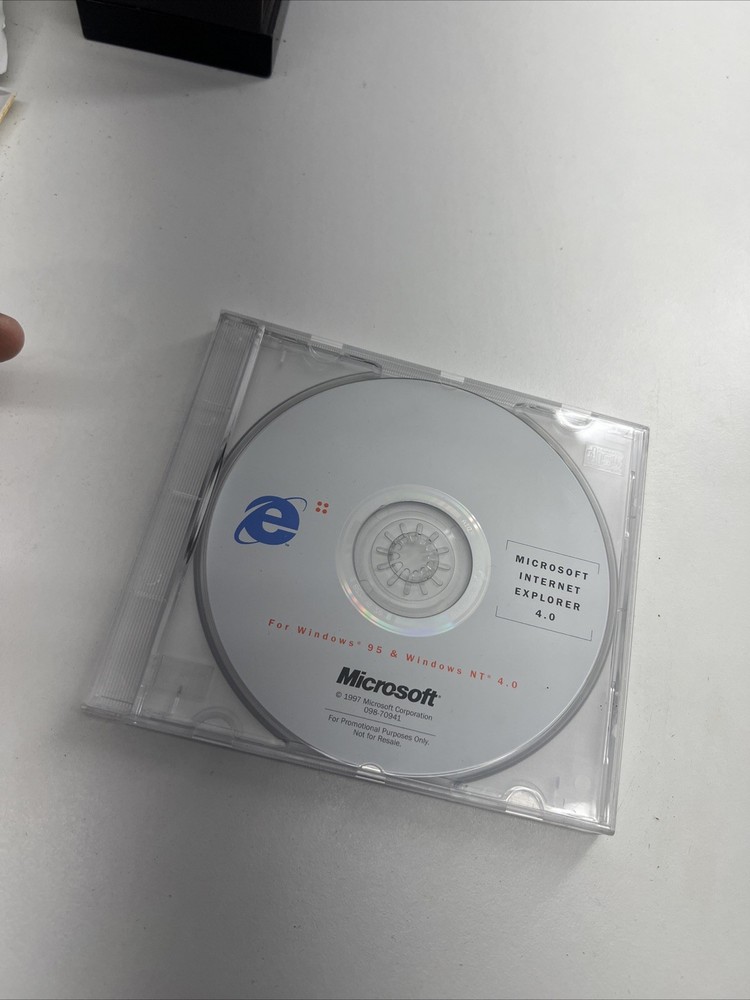 MICROSOFT
INTERNET
EXPLORER
4.0
For Windows® 95 & Windows NT® 4.0
Microsoft®
© 1997 Microsoft Corporation
098-70941
For Promotional Purposes Only.
Not for Resale.